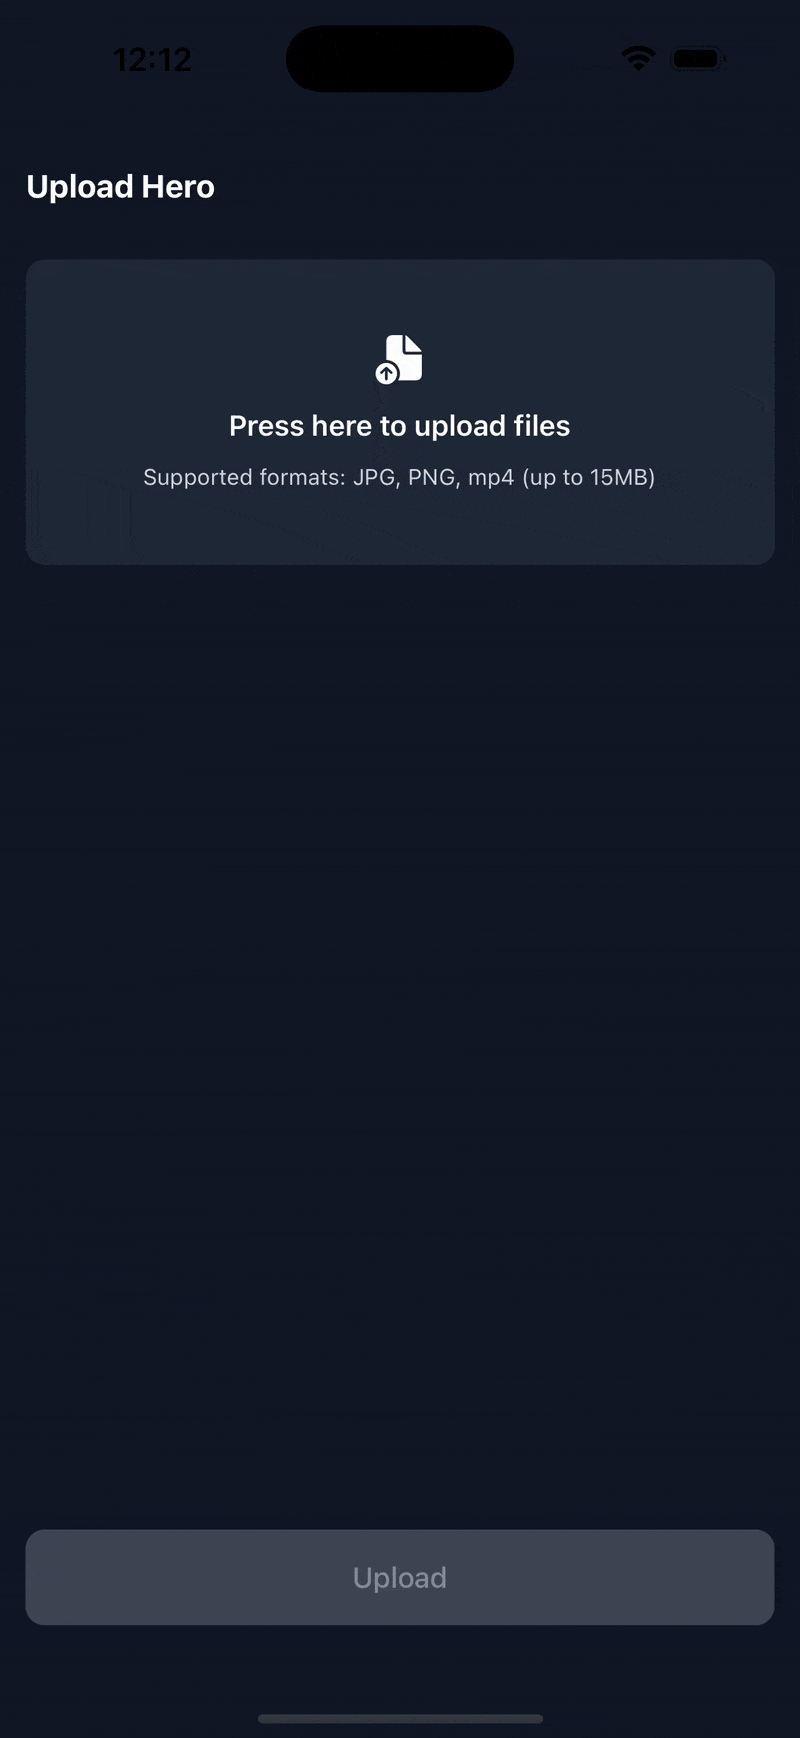 12:12
Upload Hero
Press here to upload files
Supported formats: JPG, PNG, mp4 (up to 15MB)
Upload